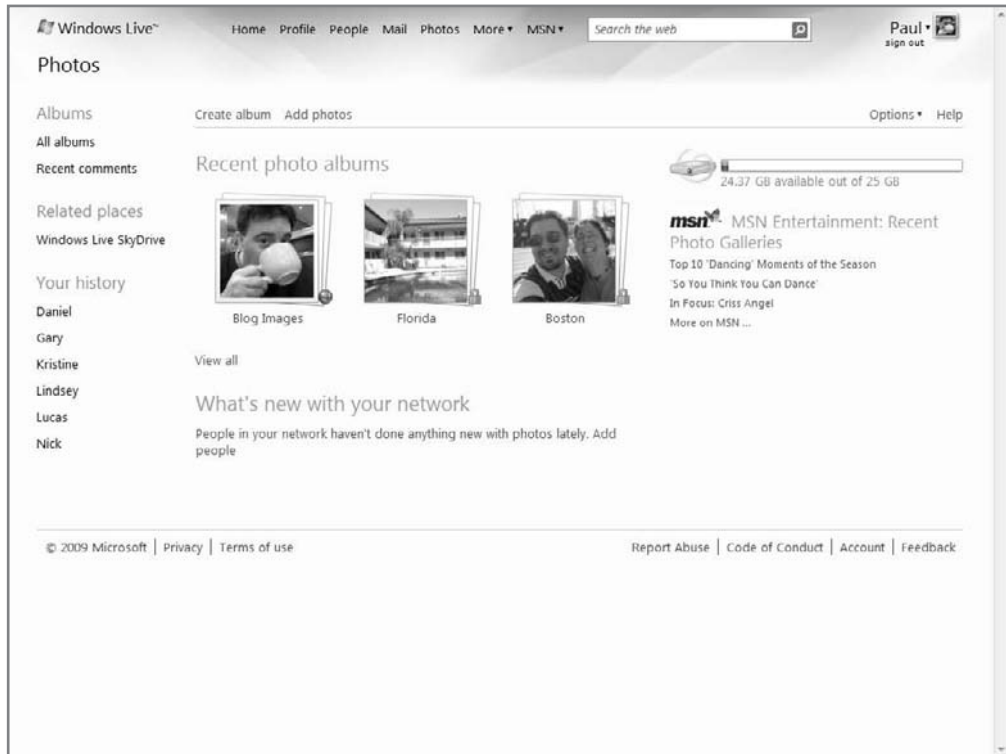 Windows Live™
Home Profile People Mail Photos More MSN
Search the web
Paul
sign out
Photos
Albums
All albums
Recent comments
Related places
Windows Live SkyDrive
Your history
Daniel
Gary
Kristine
Lindsey
Lucas
Nick
Create album Add photos
Options Help
Recent photo albums
Blog Images
Florida
Boston
View all
What's new with your network
People in your network haven't done anything new with photos lately. Add
people
24.37 GB available out of 25 GB
msn MSN Entertainment: Recent
Photo Galleries
Top 10 'Dancing' Moments of the Season
'So You Think You Can Dance'
In Focus: Criss Angel
More on MSN ...
© 2009 Microsoft | Privacy | Terms of use
Report Abuse | Code of Conduct | Account | Feedback